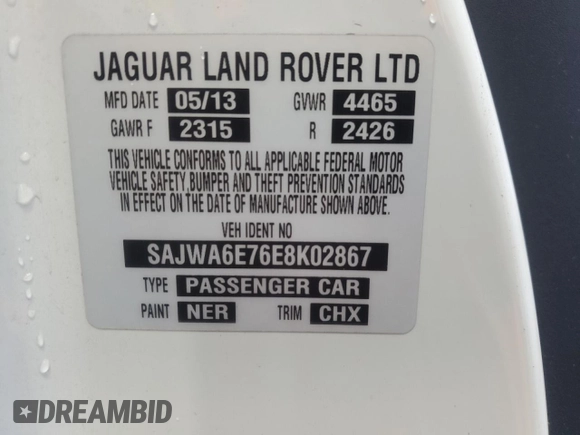 JAGUAR LAND ROVER LTD
MFD DATE 05/13 GVWR 4465
GAWR F 2315 R 2426
THIS VEHICLE CONFORMS TO ALL APPLICABLE FEDERAL MOTOR
VEHICLE SAFETY,BUMPER AND THEFT PREVENTION STANDARDS
IN EFFECT ON THE DATE OF MANUFACTURE SHOWN ABOVE.
VEH IDENT NO
SAJWA6E76E8K02867
TYPE PASSENGER CAR
PAINT NER TRIM CHX
DREAMBID